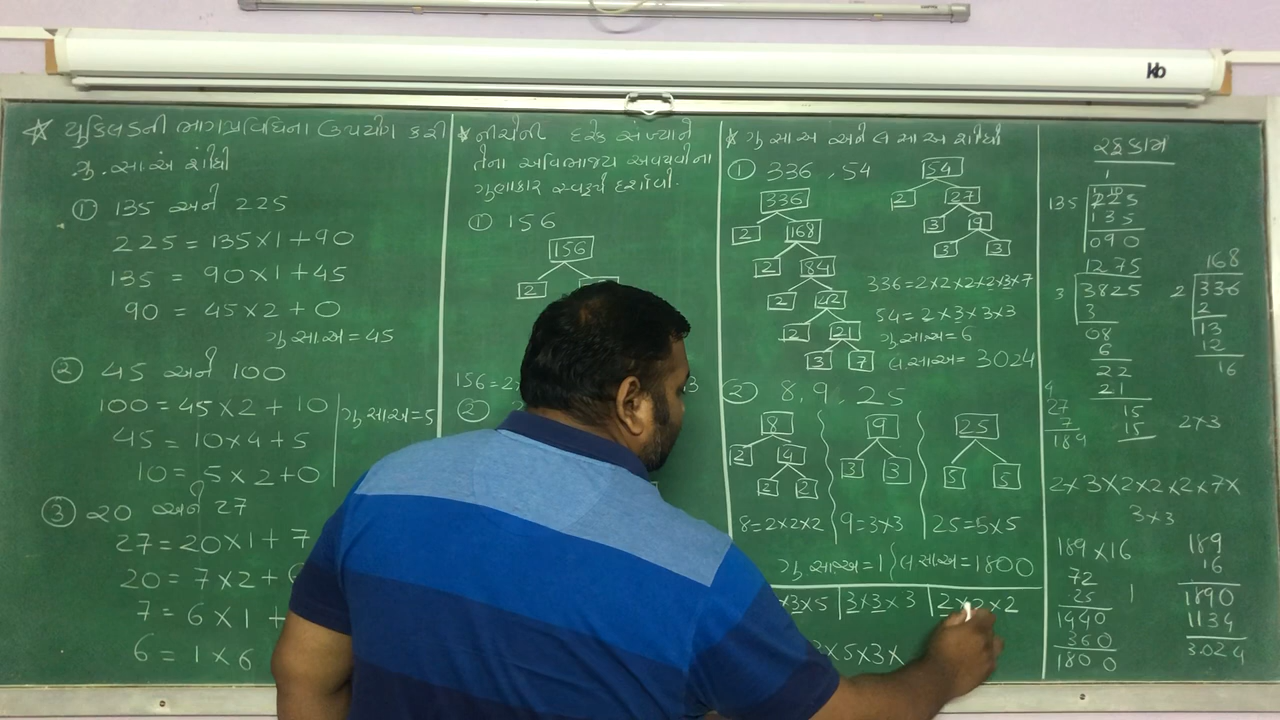 kb
☆ યુકિલડની ભાગપ્રવિધિના ઉપયોગ કરી
ગુ.સા.અ શોધો
① 135 અને 225
225 = 135×1+90
135 = 90×1+45
90 = 45×2+0
ગુ.સા.અ = 45
② 45 અને 100
100 = 45×2+10
45 = 10×4+5
10 = 5×2+0
ગુ સાઅ = 5
③ 20 અને 27
27 = 20×1+7
20 = 7×2+6
7 = 6×1+
6 = 1×6
* નીચેની દરેક સંખ્યાને
તેના અવિભાજ્ય અવયવોના
ગુણાકાર સ્વરૂપે દર્શાવો.
① 156
156
2
156=2
②
* ગુ સા.અ અને લ સા.અ શોધો
① 336, 54
336
2 168
2 84
2 42
2 21
3 7
54
2 27
3 9
3 3
336=2×2×2×2×3×7
54=2×3×3×3
ગુ સાઅ = 6
લ.સાઅ = 3024
② 8, 9, 25
8
2 4
2 2
9
3 3
25
5 5
8=2×2×2
9=3×3
25=5×5
ગુ સાઅ = 1
લ સાઅ = 1800
×3×5
3×3×3
2×2×2
3×5×3×
રફકામ
1
135 225
135
090
1275
3 3825
3
08
6
22
21
15
15
168
2 336
2
13
12
16
27
7
189
2×3
2×3×2×2×2×7×
3×3
189×16
72
25
1440
360
1800
189
16
1890
1134
3024